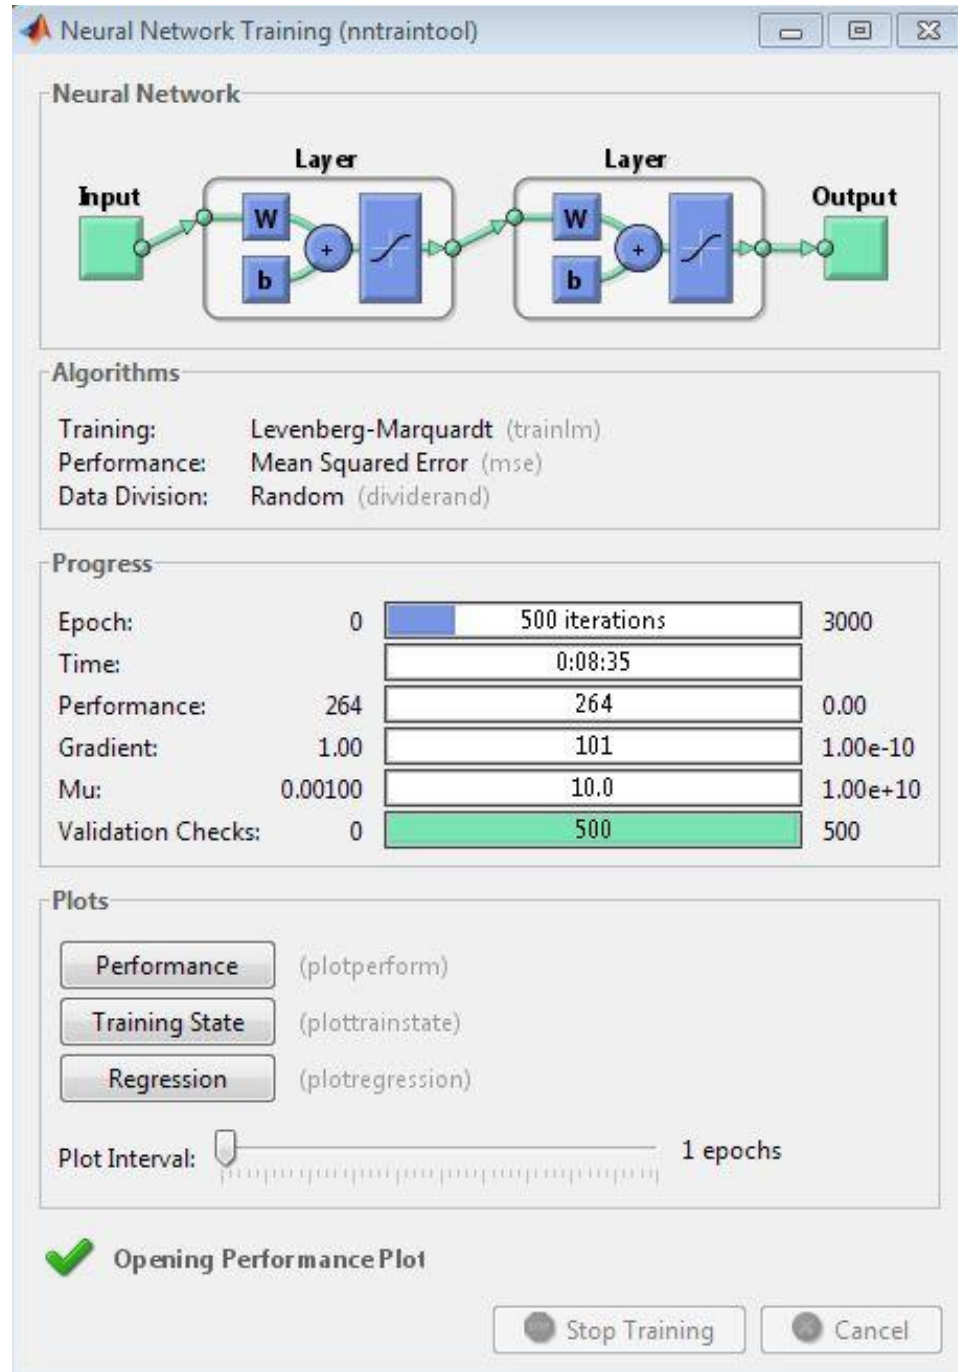 Neural Network Training (nntraintool)
Neural Network
Layer Layer
Input Output
W W
+ +
b b
Algorithms
Training: Levenberg-Marquardt (trainlm)
Performance: Mean Squared Error (mse)
Data Division: Random (dividerand)
Progress
Epoch: 0 500 iterations 3000
Time: 0:08:35
Performance: 264 264 0.00
Gradient: 1.00 101 1.00e-10
Mu: 0.00100 10.0 1.00e+10
Validation Checks: 0 500 500
Plots
Performance (plotperform)
Training State (plottrainstate)
Regression (plotregression)
Plot Interval: 1 epochs
Opening Performance Plot
Stop Training Cancel